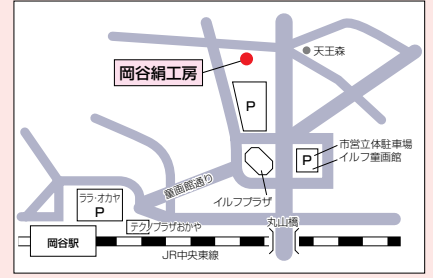 天王森
岡谷絹工房
P
市営立体駐車場
イルフ童画館
P
童画館通り
イルフプラザ
ララ・オカヤ
P
テクノプラザおかや
丸山橋
岡谷駅
JR中央東線